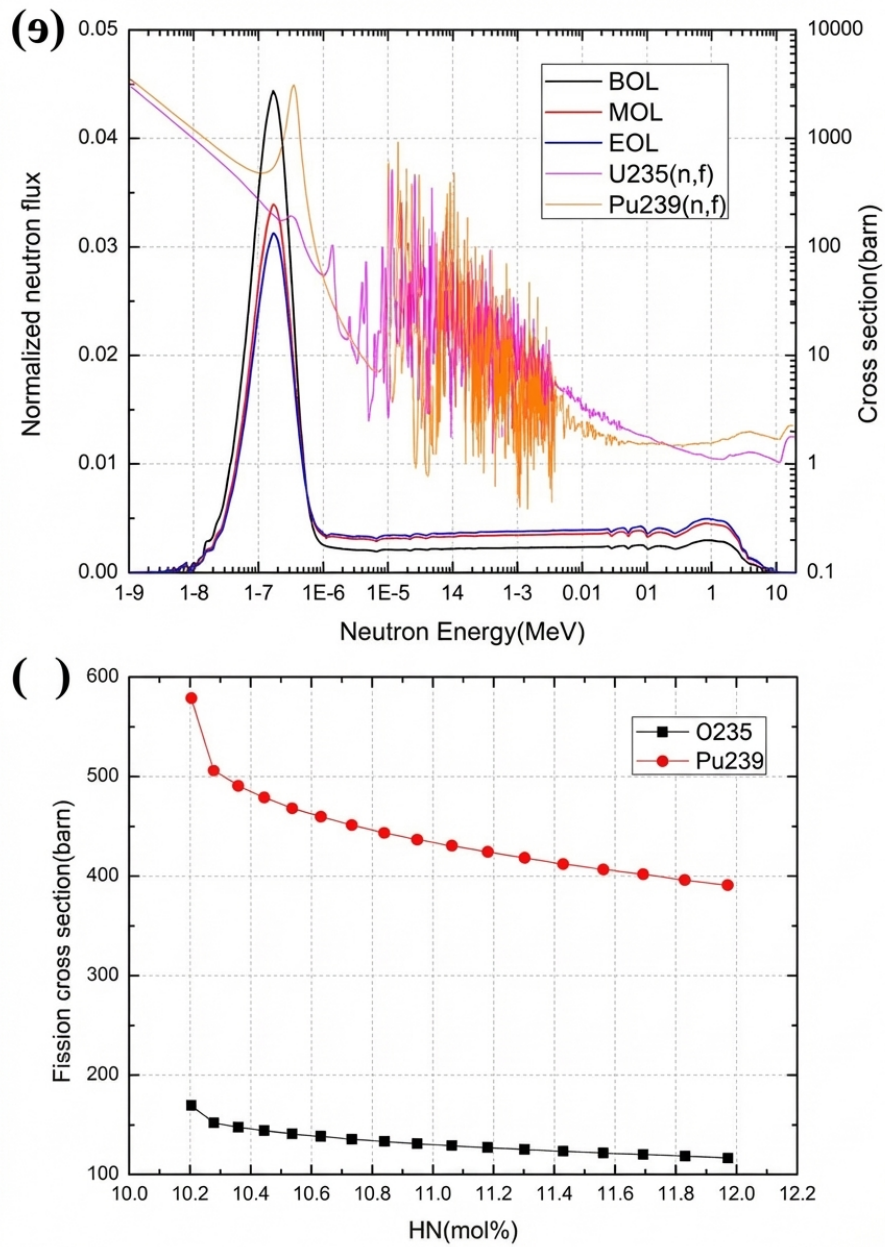 (e)
0.05
0.04
0.03
0.02
0.01
0.00
Normalized neutron flux
10000
1000
100
10
1
0.1
Cross section(barn)
BOL
MOL
EOL
U235(n,f)
Pu239(n,f)
1-9 1-8 1-7 1E-6 1E-5 14 1-3 0.01 01 1 10
Neutron Energy(MeV)
( )
600
500
400
300
200
100
Fission cross section(barn)
O235
Pu239
10.0 10.2 10.4 10.6 10.8 11.0 11.2 11.4 11.6 11.8 12.0 12.2
HN(mol%)